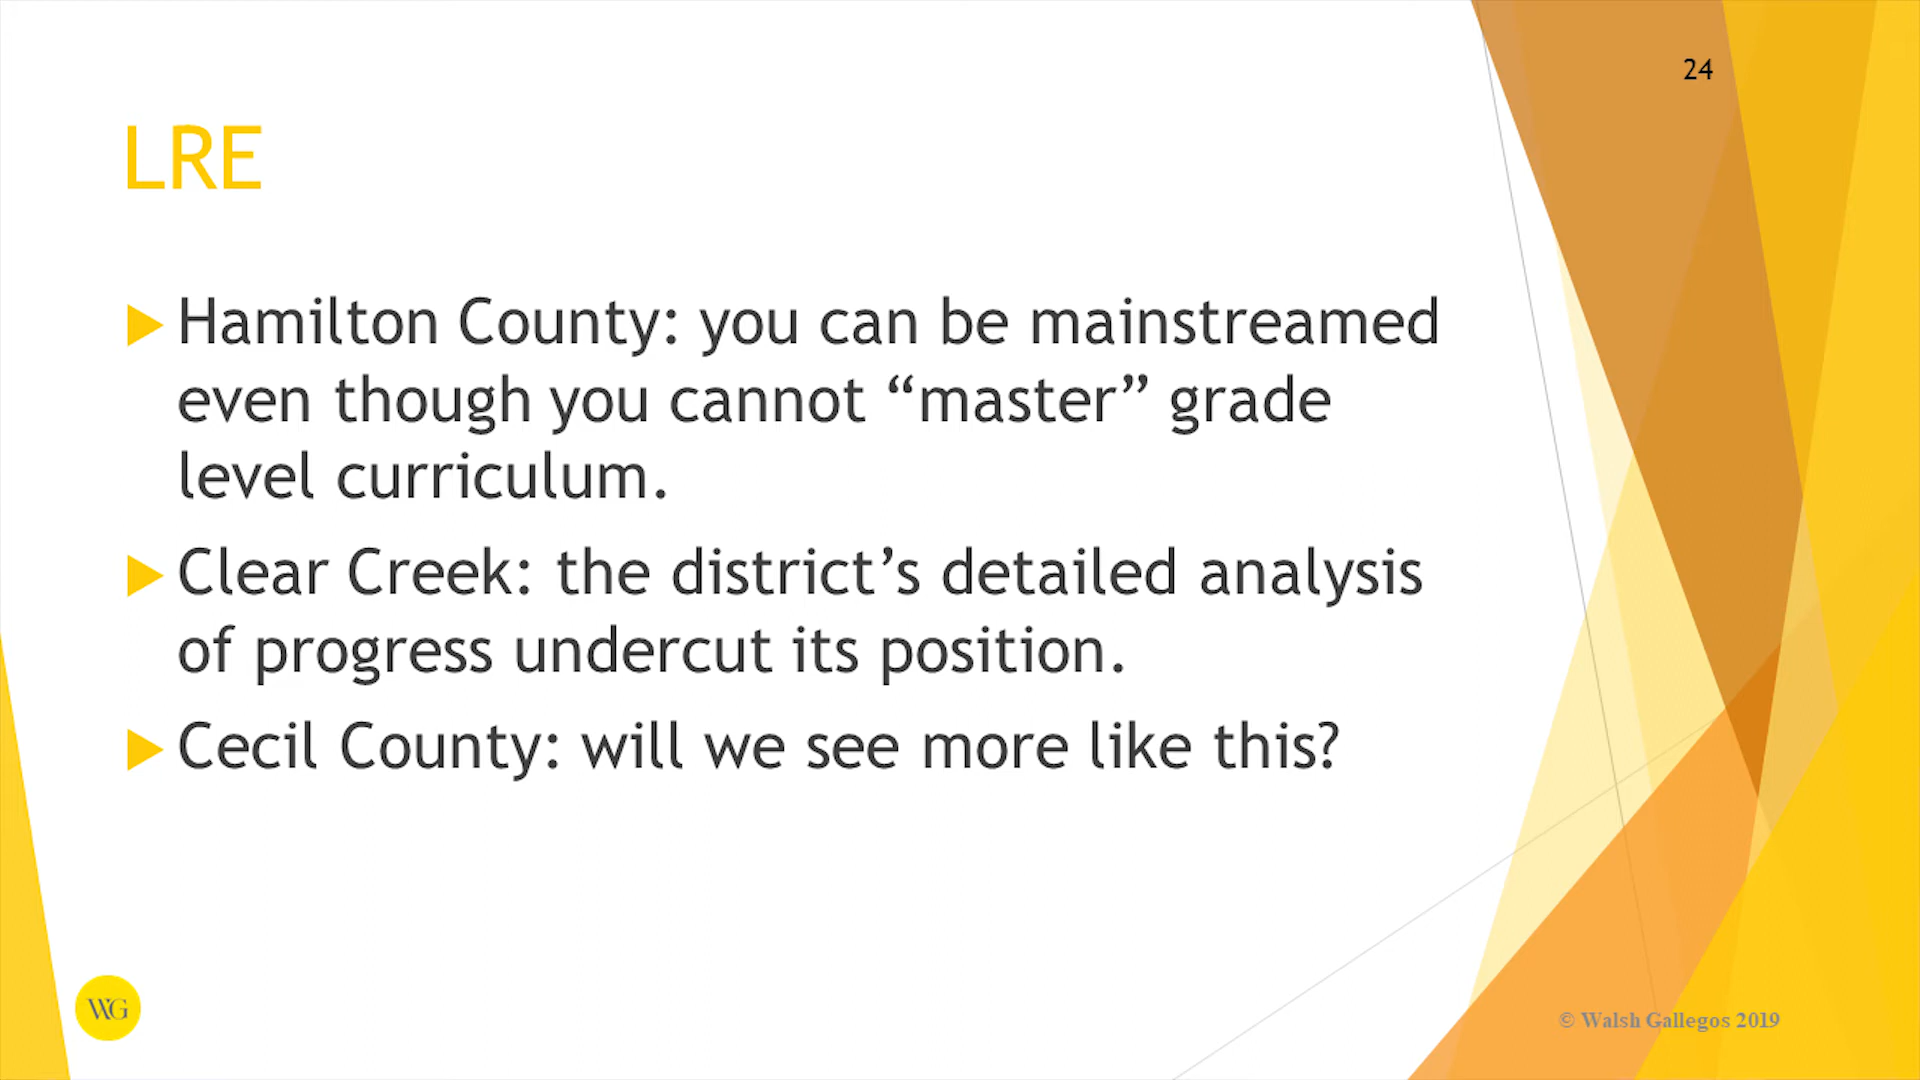 24
LRE
Hamilton County: you can be mainstreamed
even though you cannot “master” grade
level curriculum.
Clear Creek: the district’s detailed analysis
of progress undercut its position.
Cecil County: will we see more like this?
WG
© Walsh Gallegos 2019